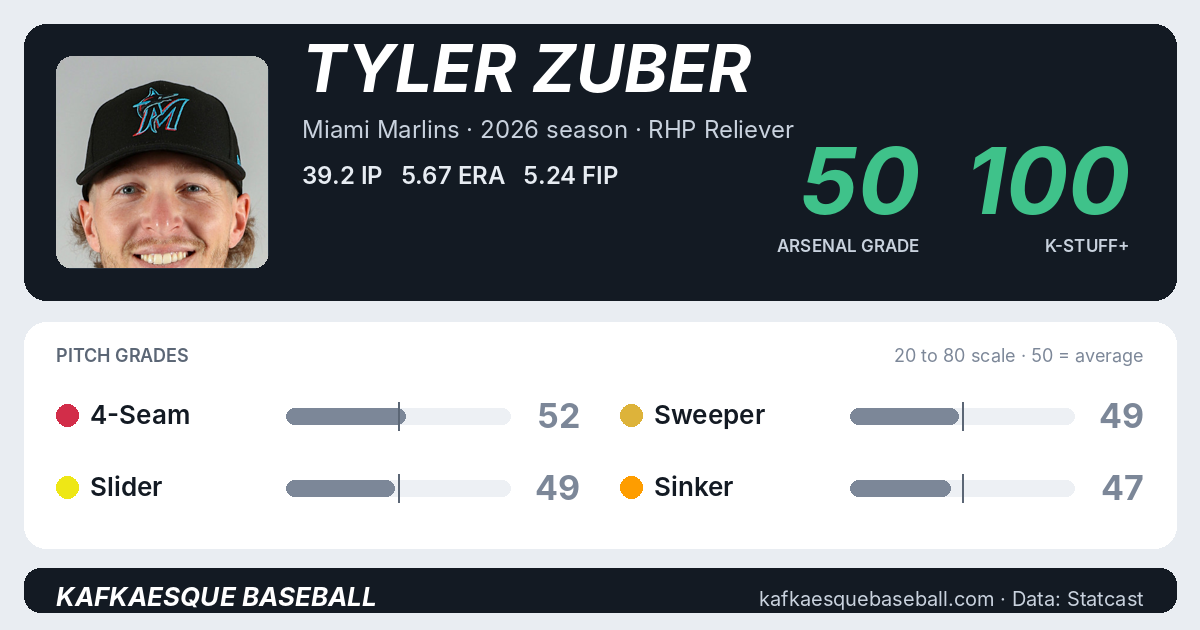 TYLER ZUBER
Miami Marlins · 2026 season · RHP Reliever
39.2 IP 5.67 ERA 5.24 FIP
50 100
ARSENAL GRADE K-STUFF+
M
PITCH GRADES 20 to 80 scale · 50 = average
4-Seam 52 Sweeper 49
Slider 49 Sinker 47
KAFKAESQUE BASEBALL kafkaesquebaseball.com · Data: Statcast